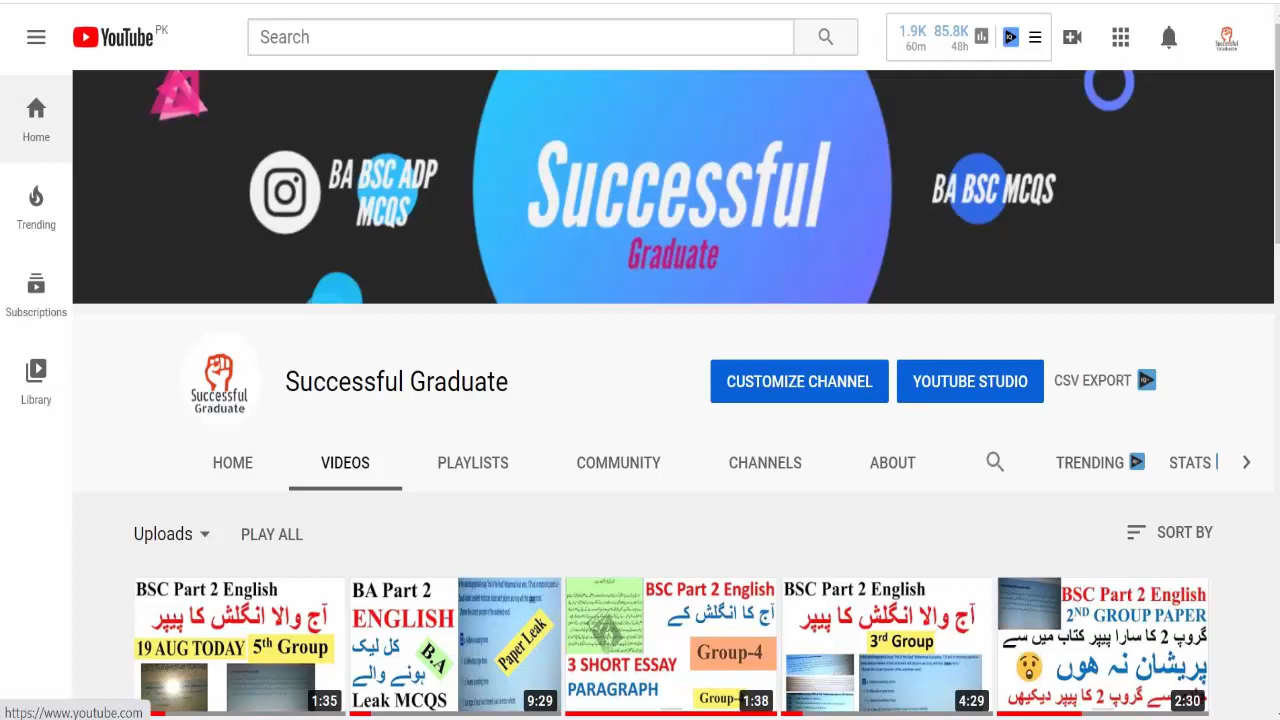 YouTube PK
Search
1.9K 85.8K
60m 48h
Successful Graduate
Home
Trending
Subscriptions
Library
BA BSC ADP
MCQS
Successful
Graduate
BA BSC MCQS
Successful
Graduate
Successful Graduate
CUSTOMIZE CHANNEL
YOUTUBE STUDIO
CSV EXPORT
HOME
VIDEOS
PLAYLISTS
COMMUNITY
CHANNELS
ABOUT
TRENDING
STATS
Uploads
PLAY ALL
SORT BY
BSC Part 2 English
آج والا انگلش کا پیپر
19 AUG TODAY
5th Group
1:35
BA Part 2
ENGLISH
کل لیک
ہونے والے
Leak MCQS
B.A
Paper Leak
9:29
BSC Part 2 English
آج کا انگلش کے
Group-4
3 SHORT ESSAY
PARAGRAPH
Group-4
1:38
BSC Part 2 English
آج والا انگلش کا پیپر
3rd Group
4:29
BSC Part 2 English
2ND GROUP PAPER
گروپ 2 کا سارا پیپر کتاب میں سے
پریشان نہ ھوں
سے گروپ 2 کا پیپر دیکھیں
2:30
https://www.youtube.com